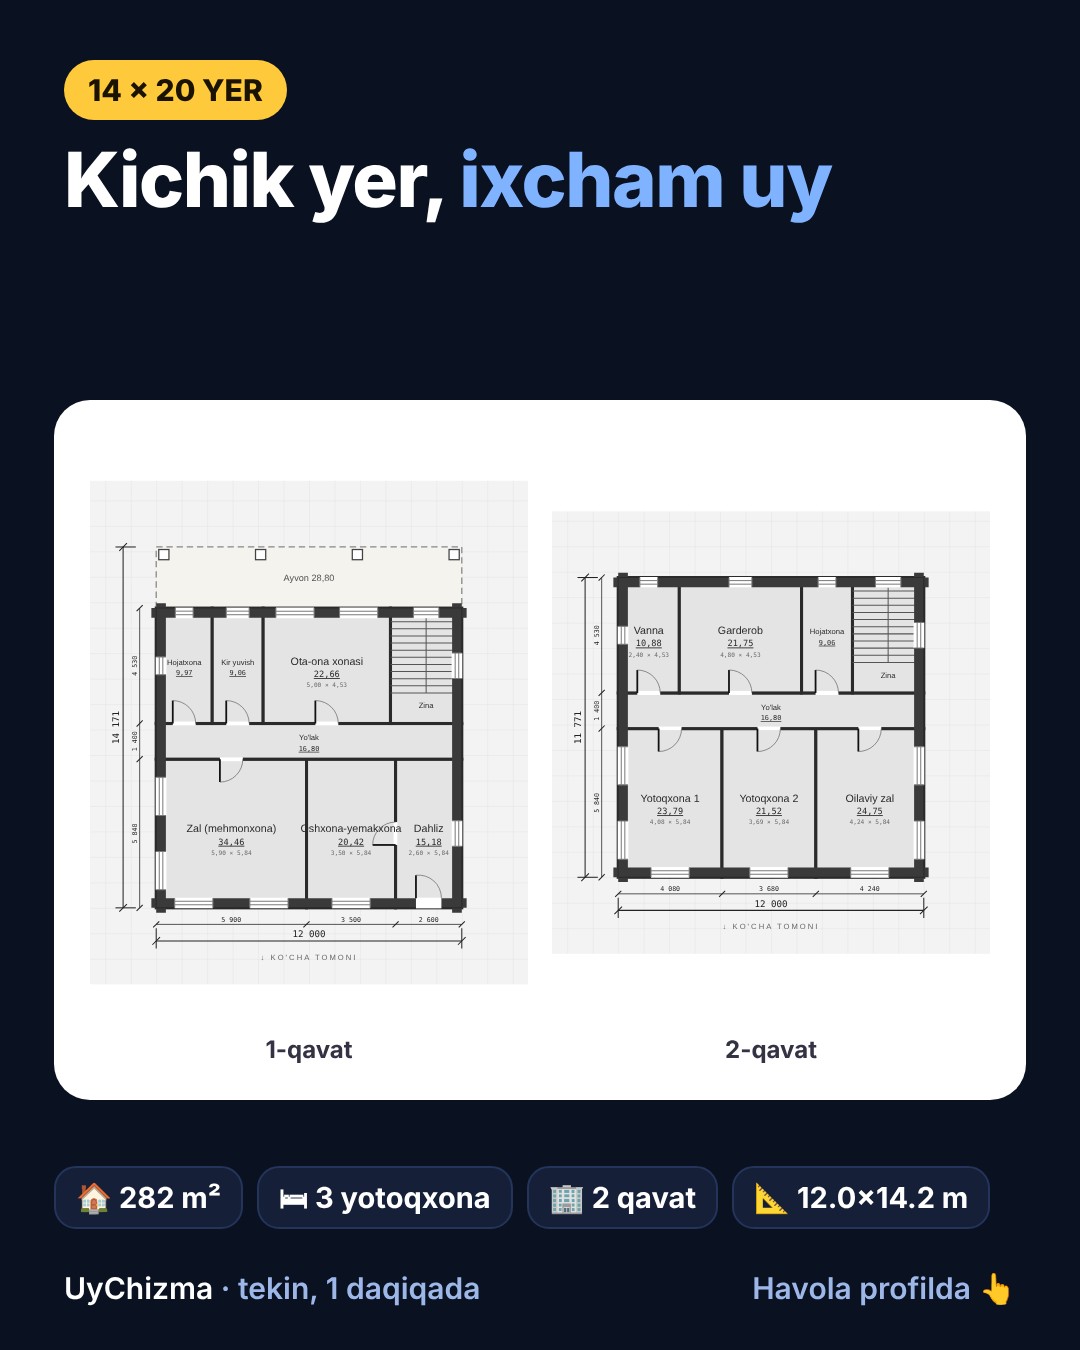 14 × 20 YER
Kichik yer, ixcham uy
Ayvon 28,80
Hojatxona
9,97
Kir yuvish
9,06
Ota-ona xonasi
22,66
5,00 × 4,53
Zina
Yo'lak
16,80
Zal (mehmonxona)
34,46
5,90 × 5,84
Oshxona-yemakxona
20,42
3,50 × 5,84
Dahliz
15,18
2,60 × 5,84
14 171
4 530
1 400
5 840
5 900
3 500
2 600
12 000
↓ KO'CHA TOMONI
1-qavat
Vanna
10,88
2,40 × 4,53
Garderob
21,75
4,80 × 4,53
Hojatxona
9,06
Zina
Yo'lak
16,80
Yotoqxona 1
23,79
4,08 × 5,84
Yotoqxona 2
21,52
3,69 × 5,84
Oilaviy zal
24,75
4,24 × 5,84
11 771
4 530
1 400
5 840
4 080
3 680
4 240
12 000
↓ KO'CHA TOMONI
2-qavat
🏠 282 m²
🛏 3 yotoqxona
🏢 2 qavat
📐 12.0×14.2 m
UyChizma · tekin, 1 daqiqada
Havola profilda 👆